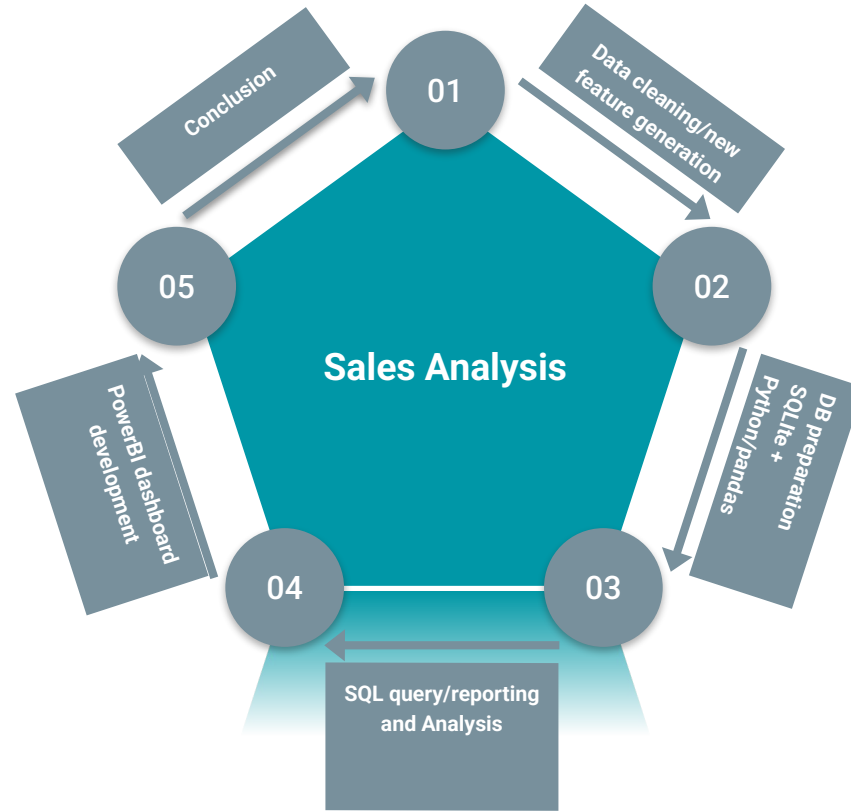 01
Data cleaning/new
feature generation
02
DB preparation
SQLite +
Python/pandas
03
SQL query/reporting
and Analysis
04
PowerBI dashboard
development
05
Conclusion
Sales Analysis